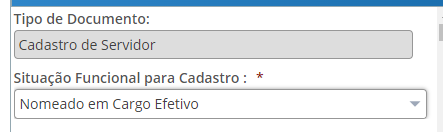 Tipo de Documento:
Cadastro de Servidor
Situação Funcional para Cadastro : *
Nomeado em Cargo Efetivo